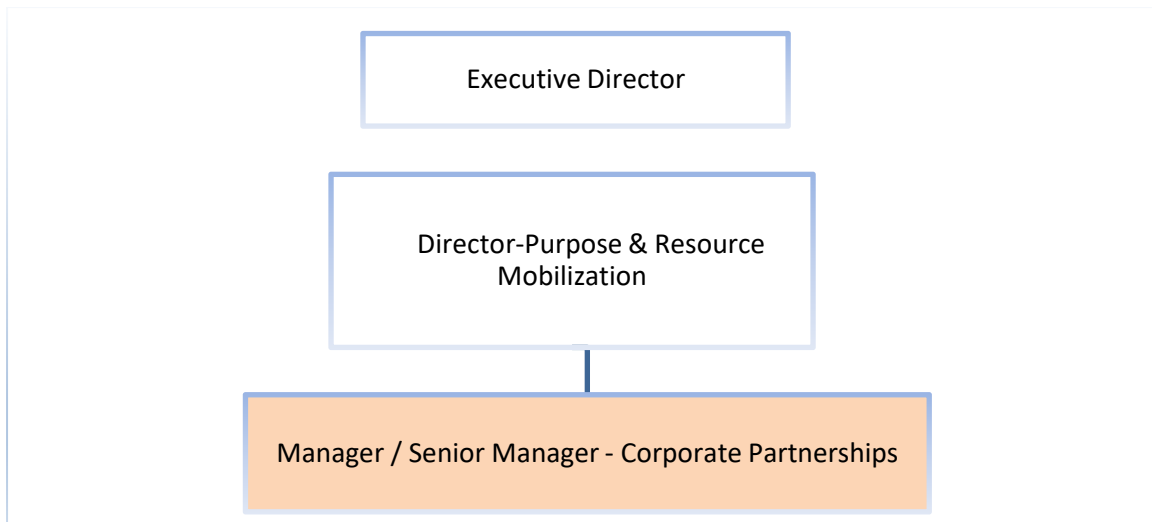 Executive Director
Director-Purpose & Resource
Mobilization
Manager / Senior Manager - Corporate Partnerships